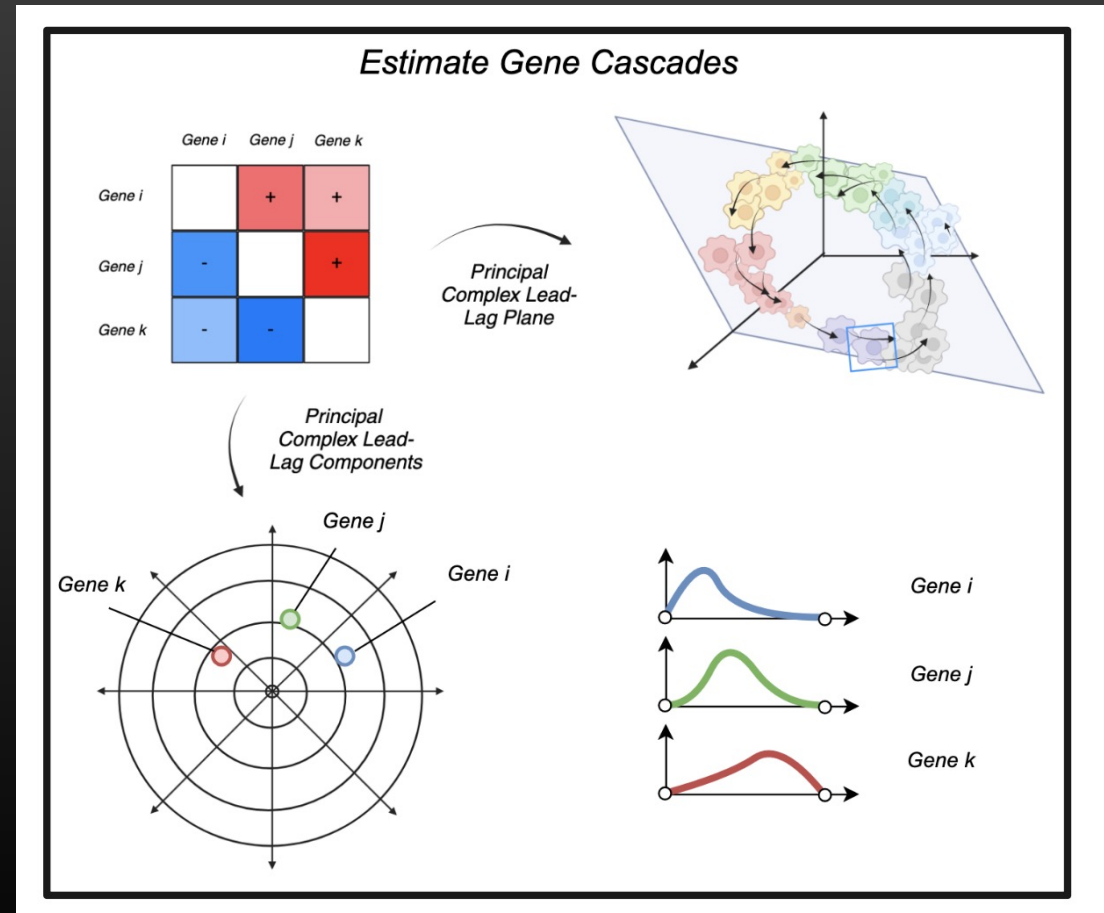 Estimate Gene Cascades
Gene i Gene j Gene k
Gene i + +
Gene j - +
Gene k - -
Principal
Complex Lead-
Lag Plane
Principal
Complex Lead-
Lag Components
Gene j
Gene i
Gene k
Gene i
Gene j
Gene k